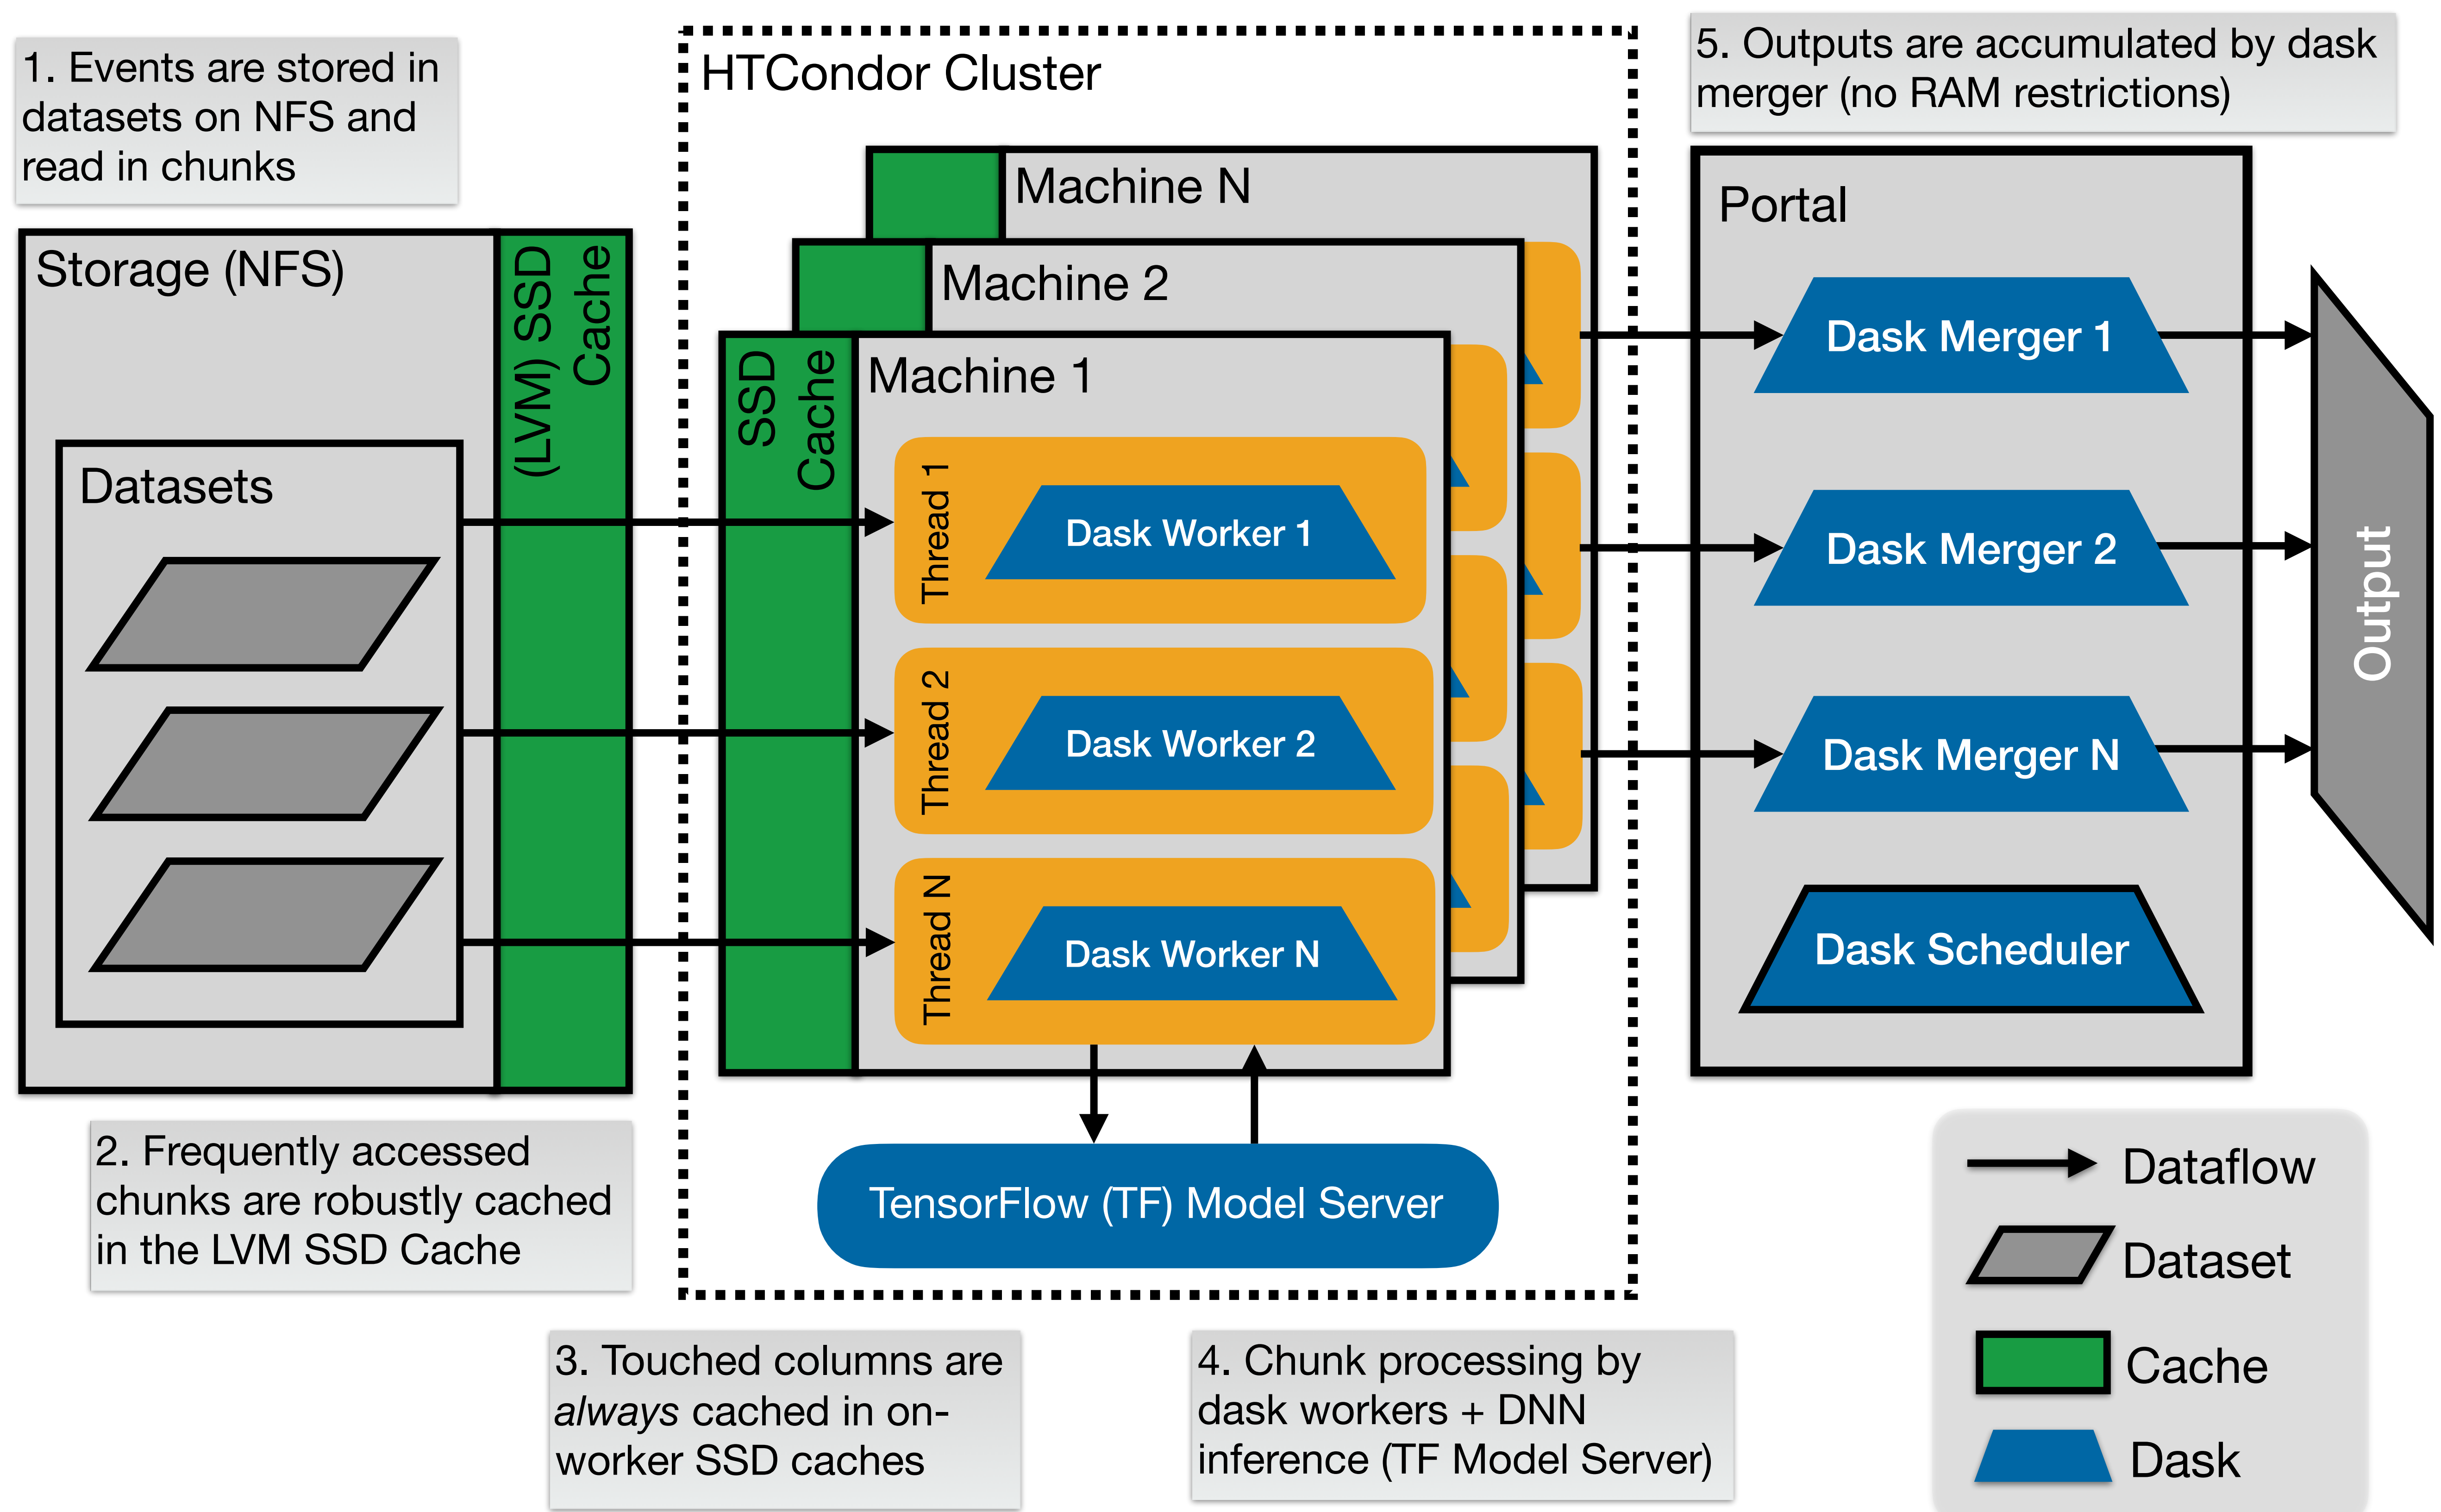 1. Events are stored in
datasets on NFS and
read in chunks
HTCondor Cluster
5. Outputs are accumulated by dask
merger (no RAM restrictions)
Storage (NFS)
(LVM) SSD
Cache
Datasets
Machine N
Machine 2
SSD
Cache
Machine 1
Thread 1
Dask Worker 1
Thread 2
Dask Worker 2
Thread N
Dask Worker N
TensorFlow (TF) Model Server
Portal
Dask Merger 1
Dask Merger 2
Dask Merger N
Dask Scheduler
Output
2. Frequently accessed
chunks are robustly cached
in the LVM SSD Cache
3. Touched columns are
always cached in on-
worker SSD caches
4. Chunk processing by
dask workers + DNN
inference (TF Model Server)
Dataflow
Dataset
Cache
Dask